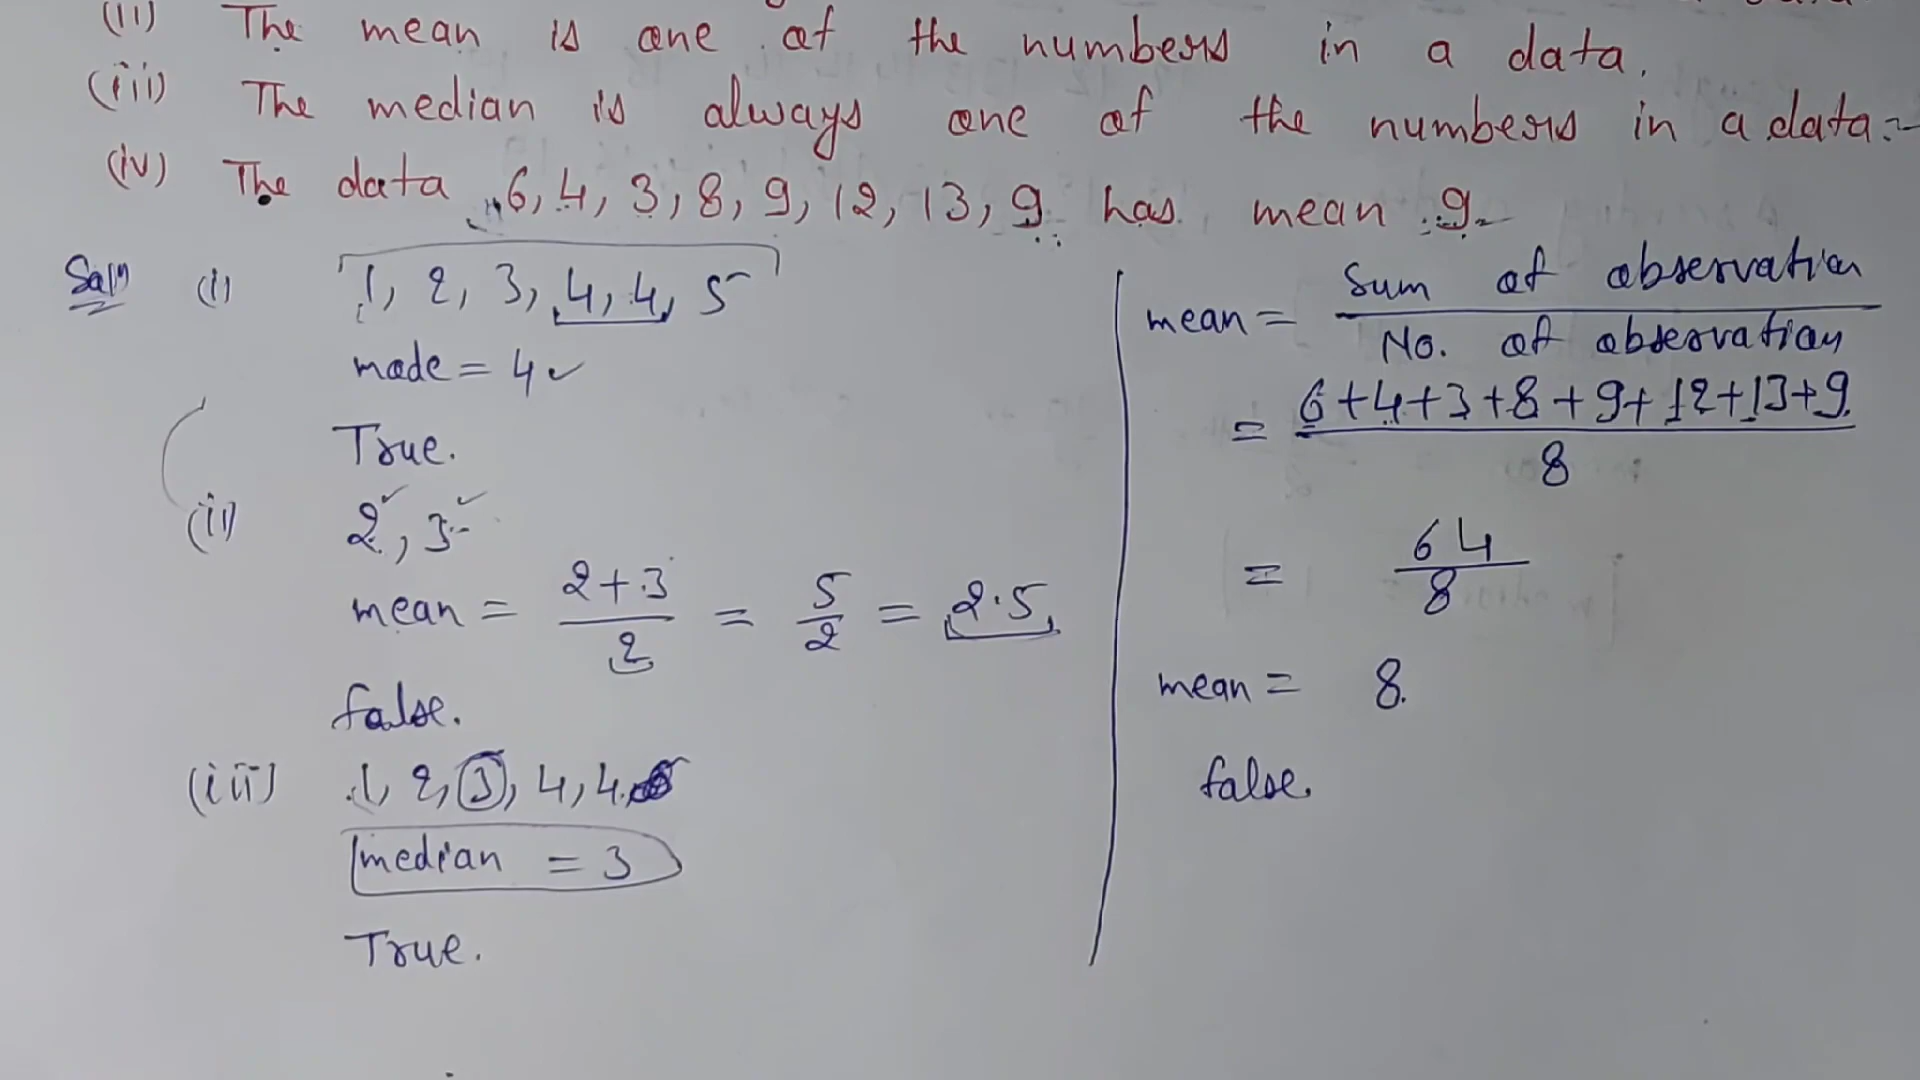 (ii) The mean is one of the numbers in a data.
(iii) The median is always one of the numbers in a data.
(iv) The data 6, 4, 3, 8, 9, 12, 13, 9 has mean 9.
Soln (i) 1, 2, 3, 4, 4, 5
mode = 4
True.
(ii) 2, 3
mean = 2+3/2 = 5/2 = 2.5
false.
(iii) 1, 2, 3, 4, 4
median = 3
True.
mean = Sum of observation / No. of observation
= 6+4+3+8+9+12+13+9 / 8
= 64 / 8
mean = 8.
false.